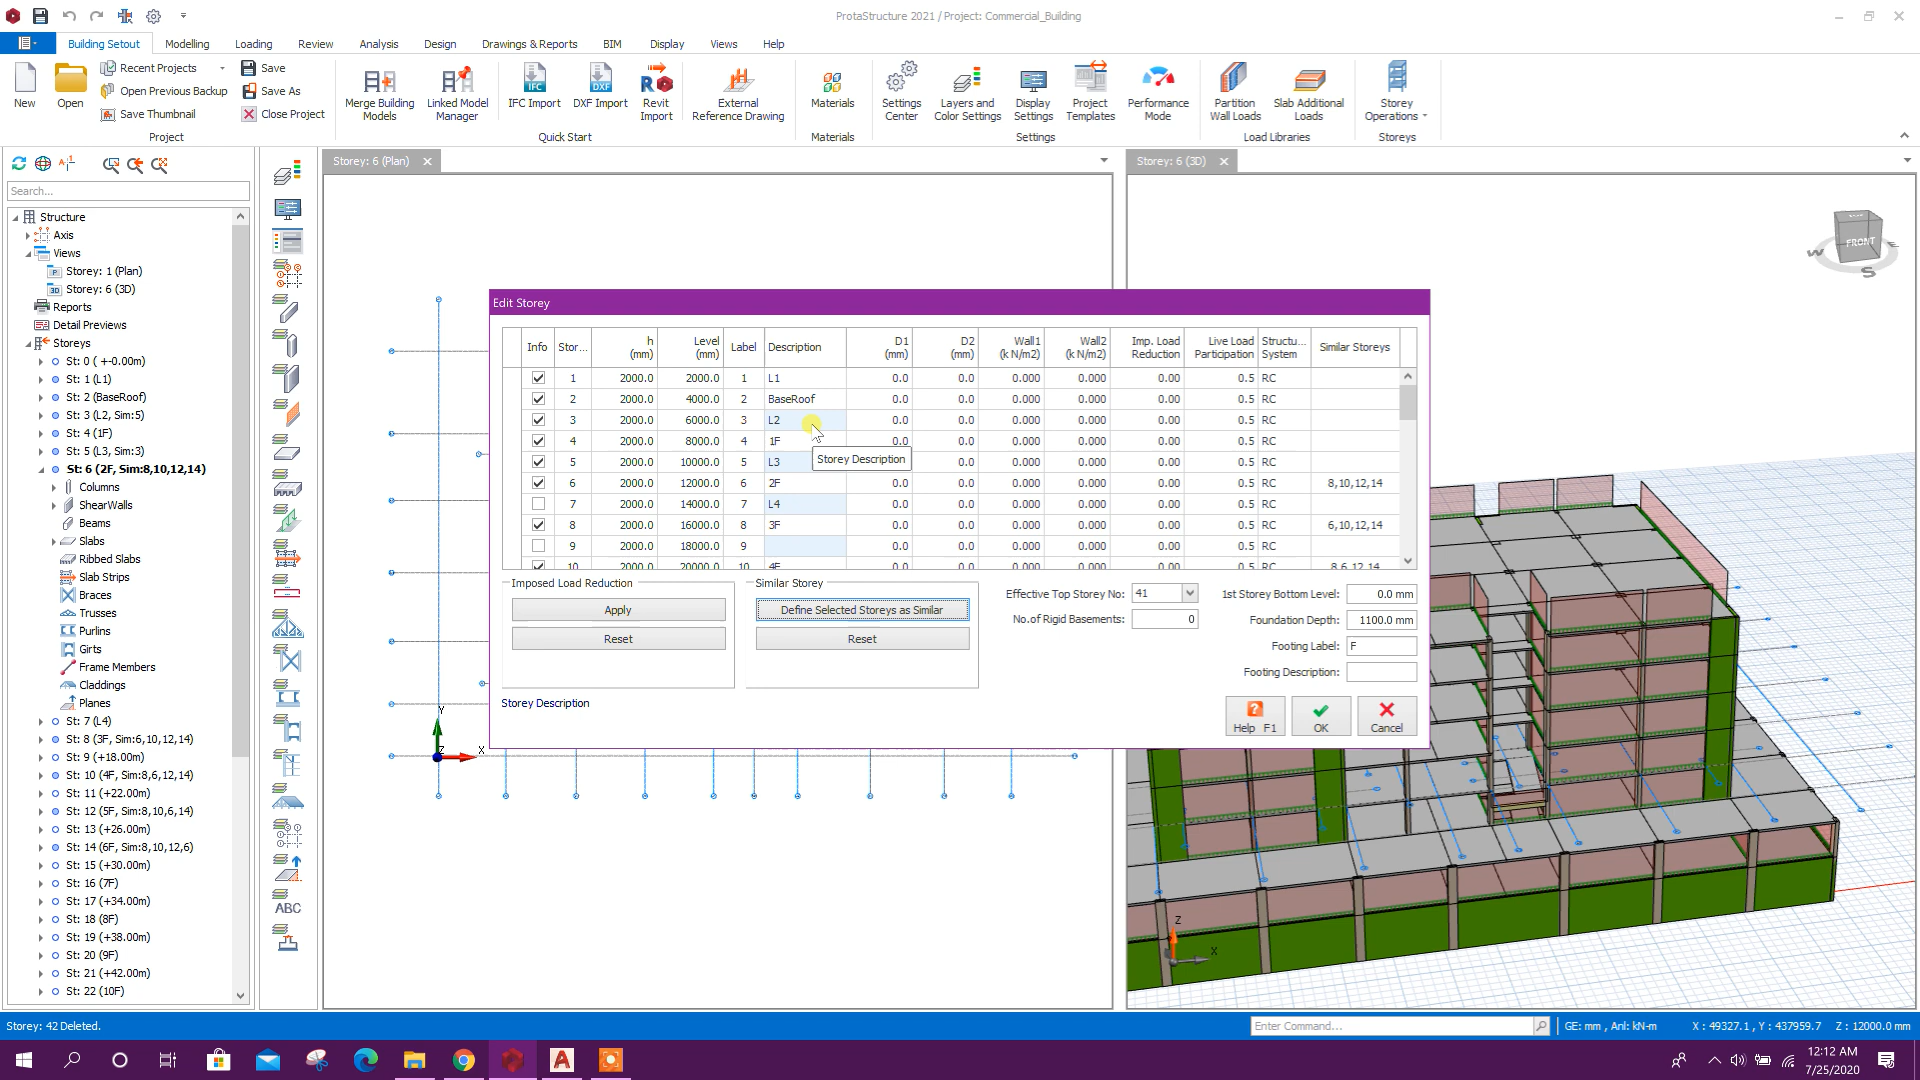 ProtaStructure 2021 / Project: Commercial_Building
Building Setout Modelling Loading Review Analysis Design Drawings & Reports BIM Display Views Help
New
Open
Recent Projects
Open Previous Backup
Save Thumbnail
Save
Save As
Close Project
Project
Merge Building Models
Linked Model Manager
IFC Import
DXF Import
Revit Import
External Reference Drawing
Quick Start
Materials
Materials
Settings Center
Layers and Color Settings
Display Settings
Project Templates
Performance Mode
Settings
Partition Wall Loads
Slab Additional Loads
Load Libraries
Storey Operations
Storeys
Search...
Structure
Axis
Views
Storey: 1 (Plan)
Storey: 6 (3D)
Reports
Detail Previews
Storeys
St: 0 ( +-0.00m)
St: 1 (L1)
St: 2 (BaseRoof)
St: 3 (L2, Sim:5)
St: 4 (1F)
St: 5 (L3, Sim:3)
St: 6 (2F, Sim:8,10,12,14)
Columns
ShearWalls
Beams
Slabs
Ribbed Slabs
Slab Strips
Braces
Trusses
Purlins
Girts
Frame Members
Claddings
Planes
St: 7 (L4)
St: 8 (3F, Sim:6,10,12,14)
St: 9 (+18.00m)
St: 10 (4F, Sim:8,6,12,14)
St: 11 (+22.00m)
St: 12 (5F, Sim:8,10,6,14)
St: 13 (+26.00m)
St: 14 (6F, Sim:8,10,12,6)
St: 15 (+30.00m)
St: 16 (7F)
St: 17 (+34.00m)
St: 18 (8F)
St: 19 (+38.00m)
St: 20 (9F)
St: 21 (+42.00m)
St: 22 (10F)
ABC
Storey: 6 (Plan)
Storey: 6 (3D)
FRONT
W
S
Edit Storey
Info Stor... h (mm) Level (mm) Label Description D1 (mm) D2 (mm) Wall1 (k N/m2) Wall2 (k N/m2) Imp. Load Reduction Live Load Participation Structu... System Similar Storeys
1 2000.0 2000.0 1 L1 0.0 0.0 0.000 0.000 0.00 0.5 RC
2 2000.0 4000.0 2 BaseRoof 0.0 0.0 0.000 0.000 0.00 0.5 RC
3 2000.0 6000.0 3 L2 0.0 0.0 0.000 0.000 0.00 0.5 RC
4 2000.0 8000.0 4 1F 0.0 0.0 0.000 0.000 0.00 0.5 RC
5 2000.0 10000.0 5 L3 0.0 0.000 0.000 0.00 0.5 RC
6 2000.0 12000.0 6 2F 0.0 0.0 0.000 0.000 0.00 0.5 RC 8,10,12,14
7 2000.0 14000.0 7 L4 0.0 0.0 0.000 0.000 0.00 0.5 RC
8 2000.0 16000.0 8 3F 0.0 0.0 0.000 0.000 0.00 0.5 RC 6,10,12,14
9 2000.0 18000.0 9 0.0 0.0 0.000 0.000 0.00 0.5 RC
10 2000.0 20000.0 10 4F 0.0 0.0 0.000 0.000 0.00 0.5 RC 8,6,12,14
Storey Description
Imposed Load Reduction
Apply
Reset
Similar Storey
Define Selected Storeys as Similar
Reset
Effective Top Storey No: 41
No.of Rigid Basements: 0
1st Storey Bottom Level: 0.0 mm
Foundation Depth: 1100.0 mm
Footing Label: F
Footing Description:
Storey Description
Help F1
OK
Cancel
Y
Z
X
Z
X
Storey: 42 Deleted.
Enter Command...
GE: mm , Anl: kN-m
X : 49327.1 , Y : 437959.7 Z : 12000.0 mm
12:12 AM
7/25/2020